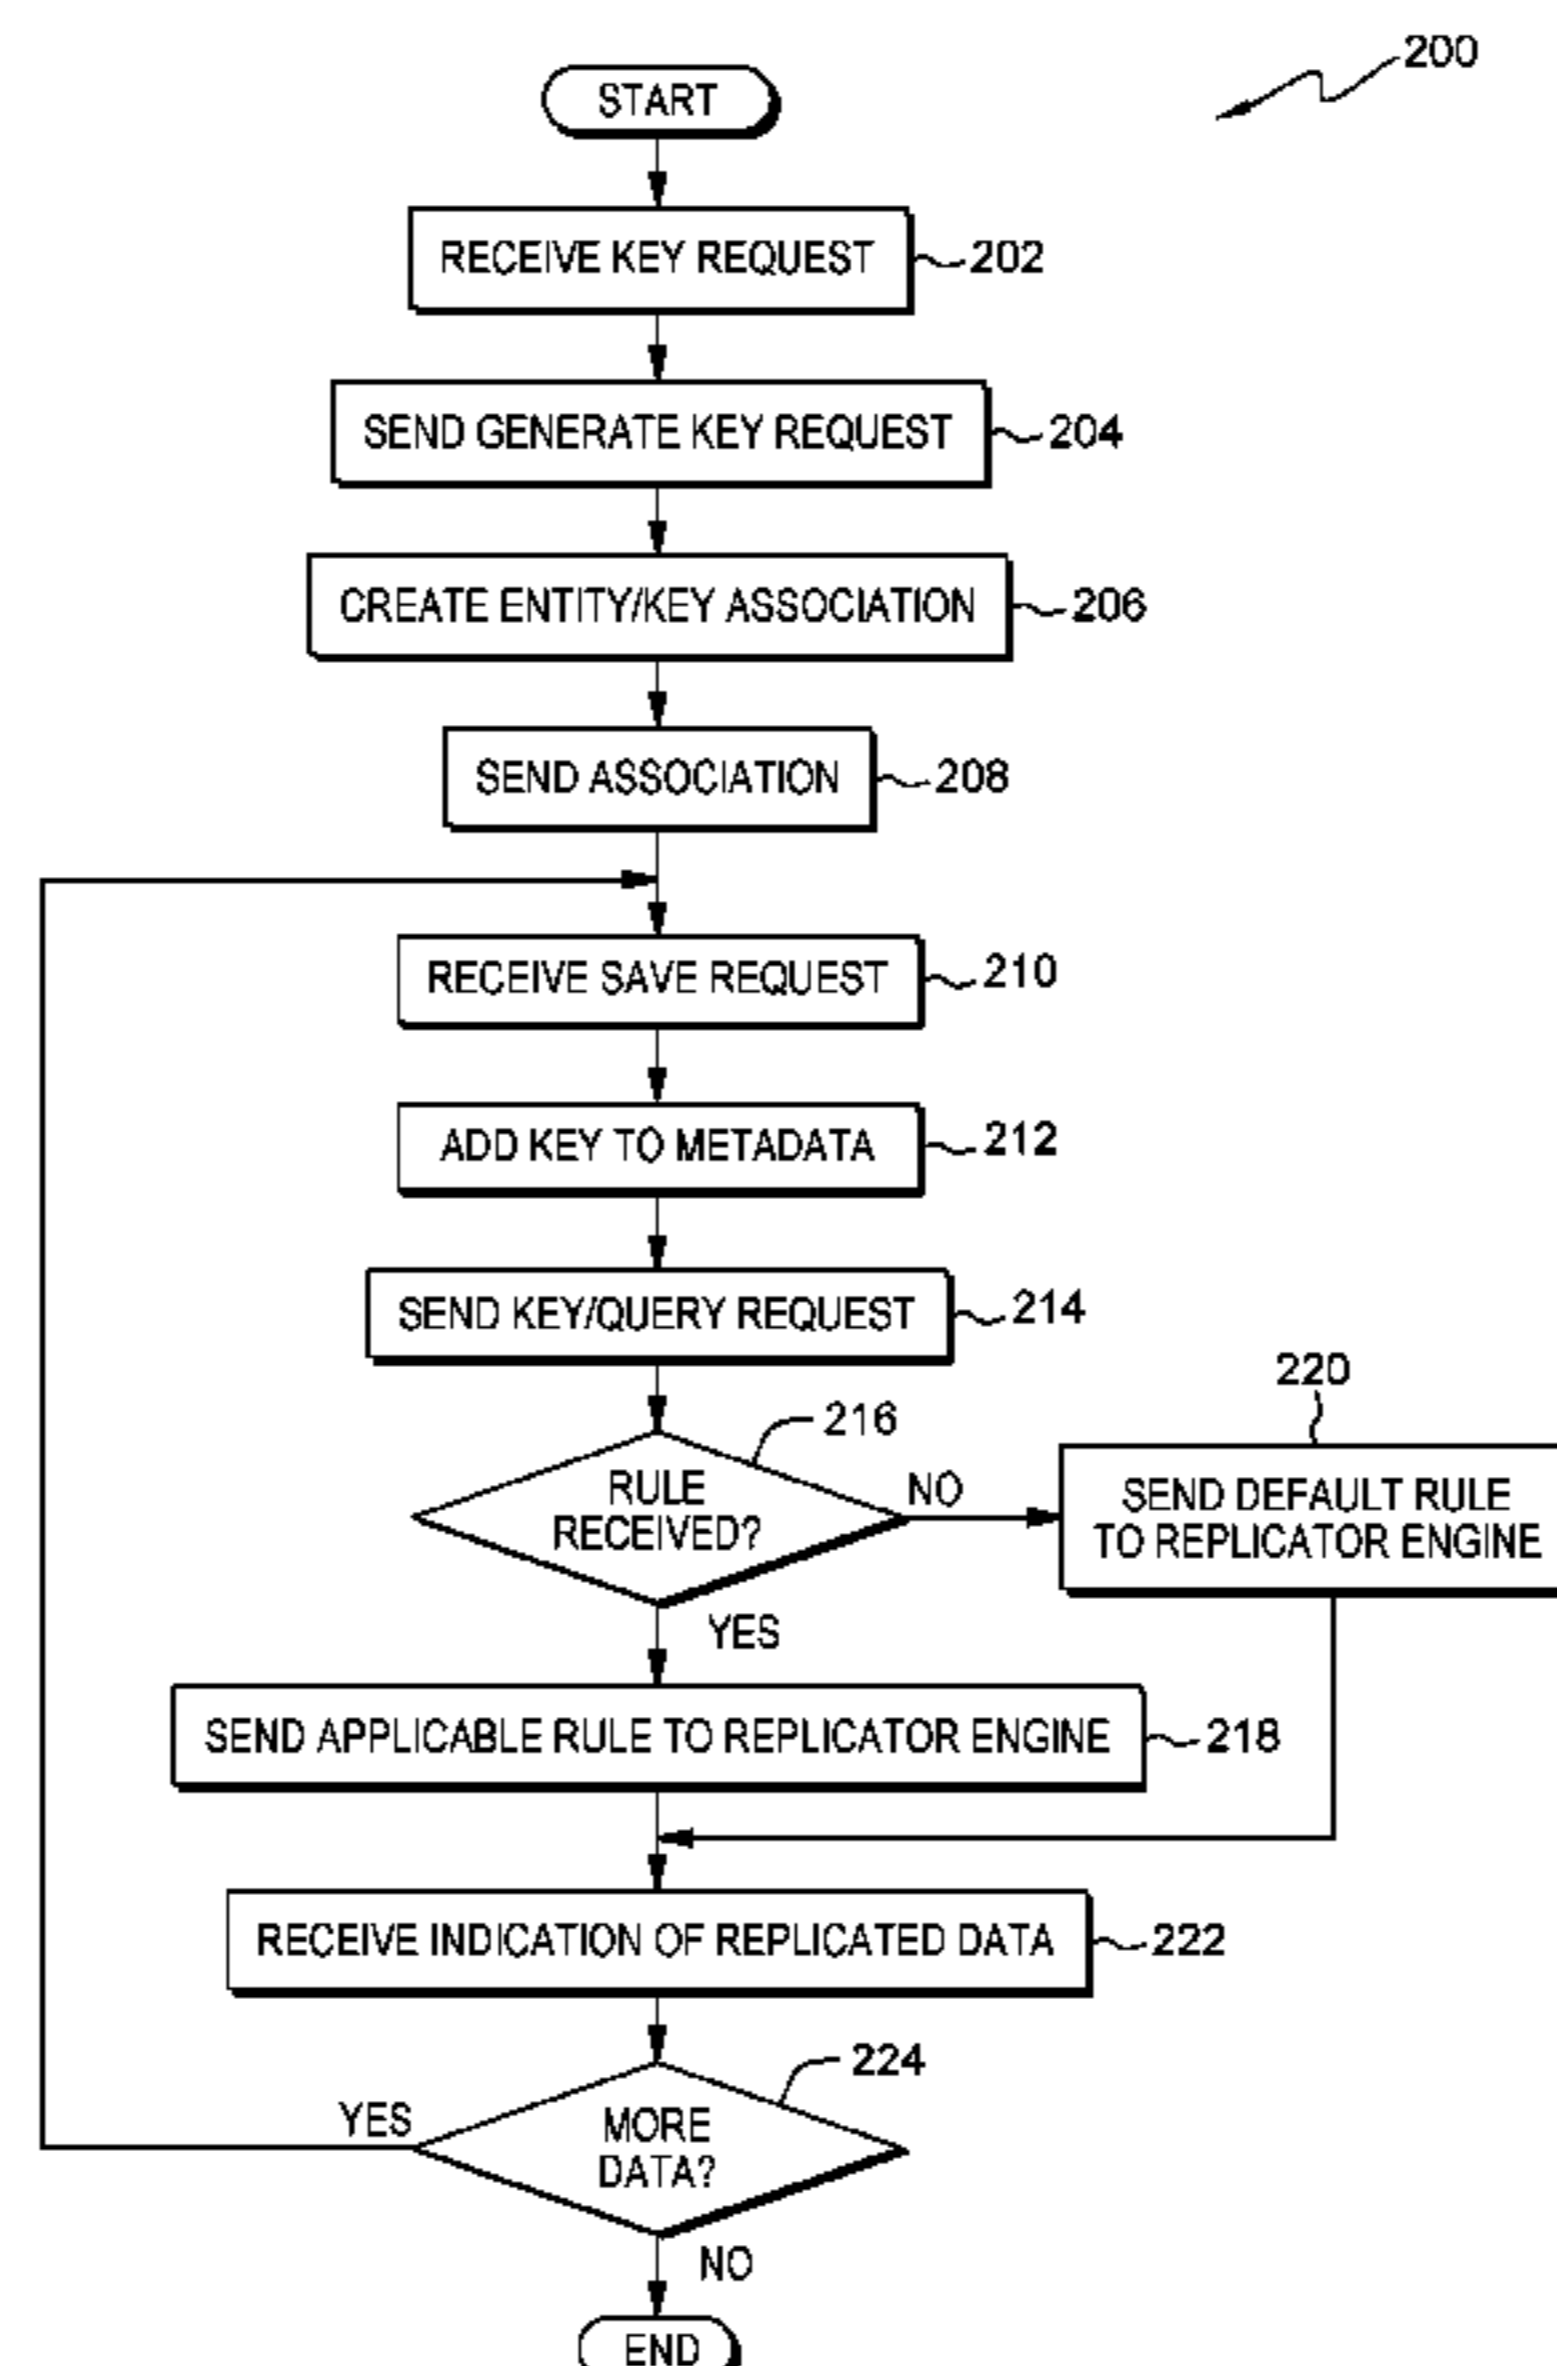 200
START
RECEIVE KEY REQUEST
202
SEND GENERATE KEY REQUEST
204
CREATE ENTITY/KEY ASSOCIATION
206
SEND ASSOCIATION
208
RECEIVE SAVE REQUEST
210
ADD KEY TO METADATA
212
SEND KEY/QUERY REQUEST
214
216
RULE
RECEIVED?
NO
220
SEND DEFAULT RULE
TO REPLICATOR ENGINE
YES
SEND APPLICABLE RULE TO REPLICATOR ENGINE
218
RECEIVE INDICATION OF REPLICATED DATA
222
224
MORE
DATA?
YES
NO
END